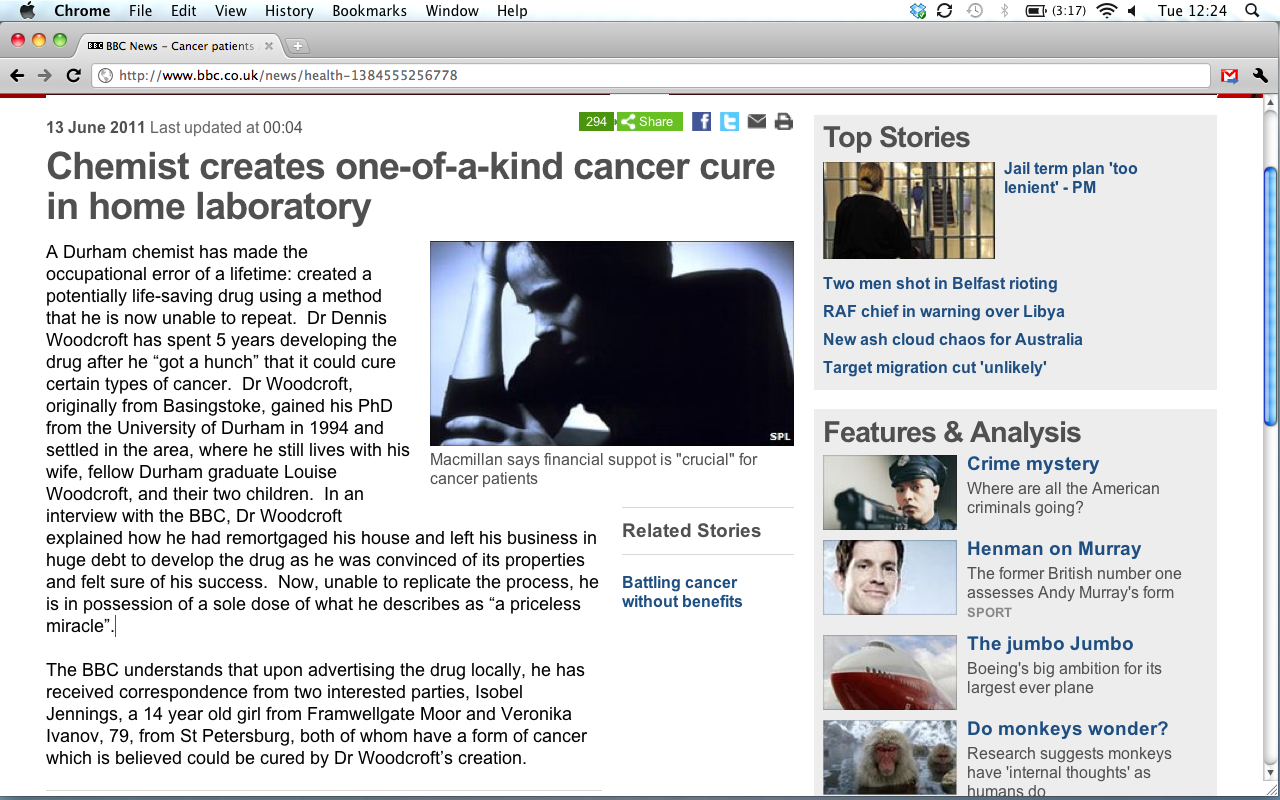 Chrome File Edit View History Bookmarks Window Help (3:17) Tue 12:24
BBC BBC News – Cancer patients
http://www.bbc.co.uk/news/health-1384555256778
13 June 2011 Last updated at 00:04
294 Share
Chemist creates one-of-a-kind cancer cure
in home laboratory
A Durham chemist has made the
occupational error of a lifetime: created a
potentially life-saving drug using a method
that he is now unable to repeat. Dr Dennis
Woodcroft has spent 5 years developing the
drug after he “got a hunch” that it could cure
certain types of cancer. Dr Woodcroft,
originally from Basingstoke, gained his PhD
from the University of Durham in 1994 and
settled in the area, where he still lives with his
wife, fellow Durham graduate Louise
Woodcroft, and their two children. In an
interview with the BBC, Dr Woodcroft
explained how he had remortgaged his house and left his business in
huge debt to develop the drug as he was convinced of its properties
and felt sure of his success. Now, unable to replicate the process, he
is in possession of a sole dose of what he describes as “a priceless
miracle”.
The BBC understands that upon advertising the drug locally, he has
received correspondence from two interested parties, Isobel
Jennings, a 14 year old girl from Framwellgate Moor and Veronika
Ivanov, 79, from St Petersburg, both of whom have a form of cancer
which is believed could be cured by Dr Woodcroft’s creation.
SPL
Macmillan says financial suppot is "crucial" for
cancer patients
Related Stories
Battling cancer
without benefits
Top Stories
Jail term plan 'too
lenient' - PM
Two men shot in Belfast rioting
RAF chief in warning over Libya
New ash cloud chaos for Australia
Target migration cut 'unlikely'
Features & Analysis
Crime mystery
Where are all the American
criminals going?
Henman on Murray
The former British number one
assesses Andy Murray's form
SPORT
The jumbo Jumbo
Boeing's big ambition for its
largest ever plane
Do monkeys wonder?
Research suggests monkeys
have 'internal thoughts' as
humans do